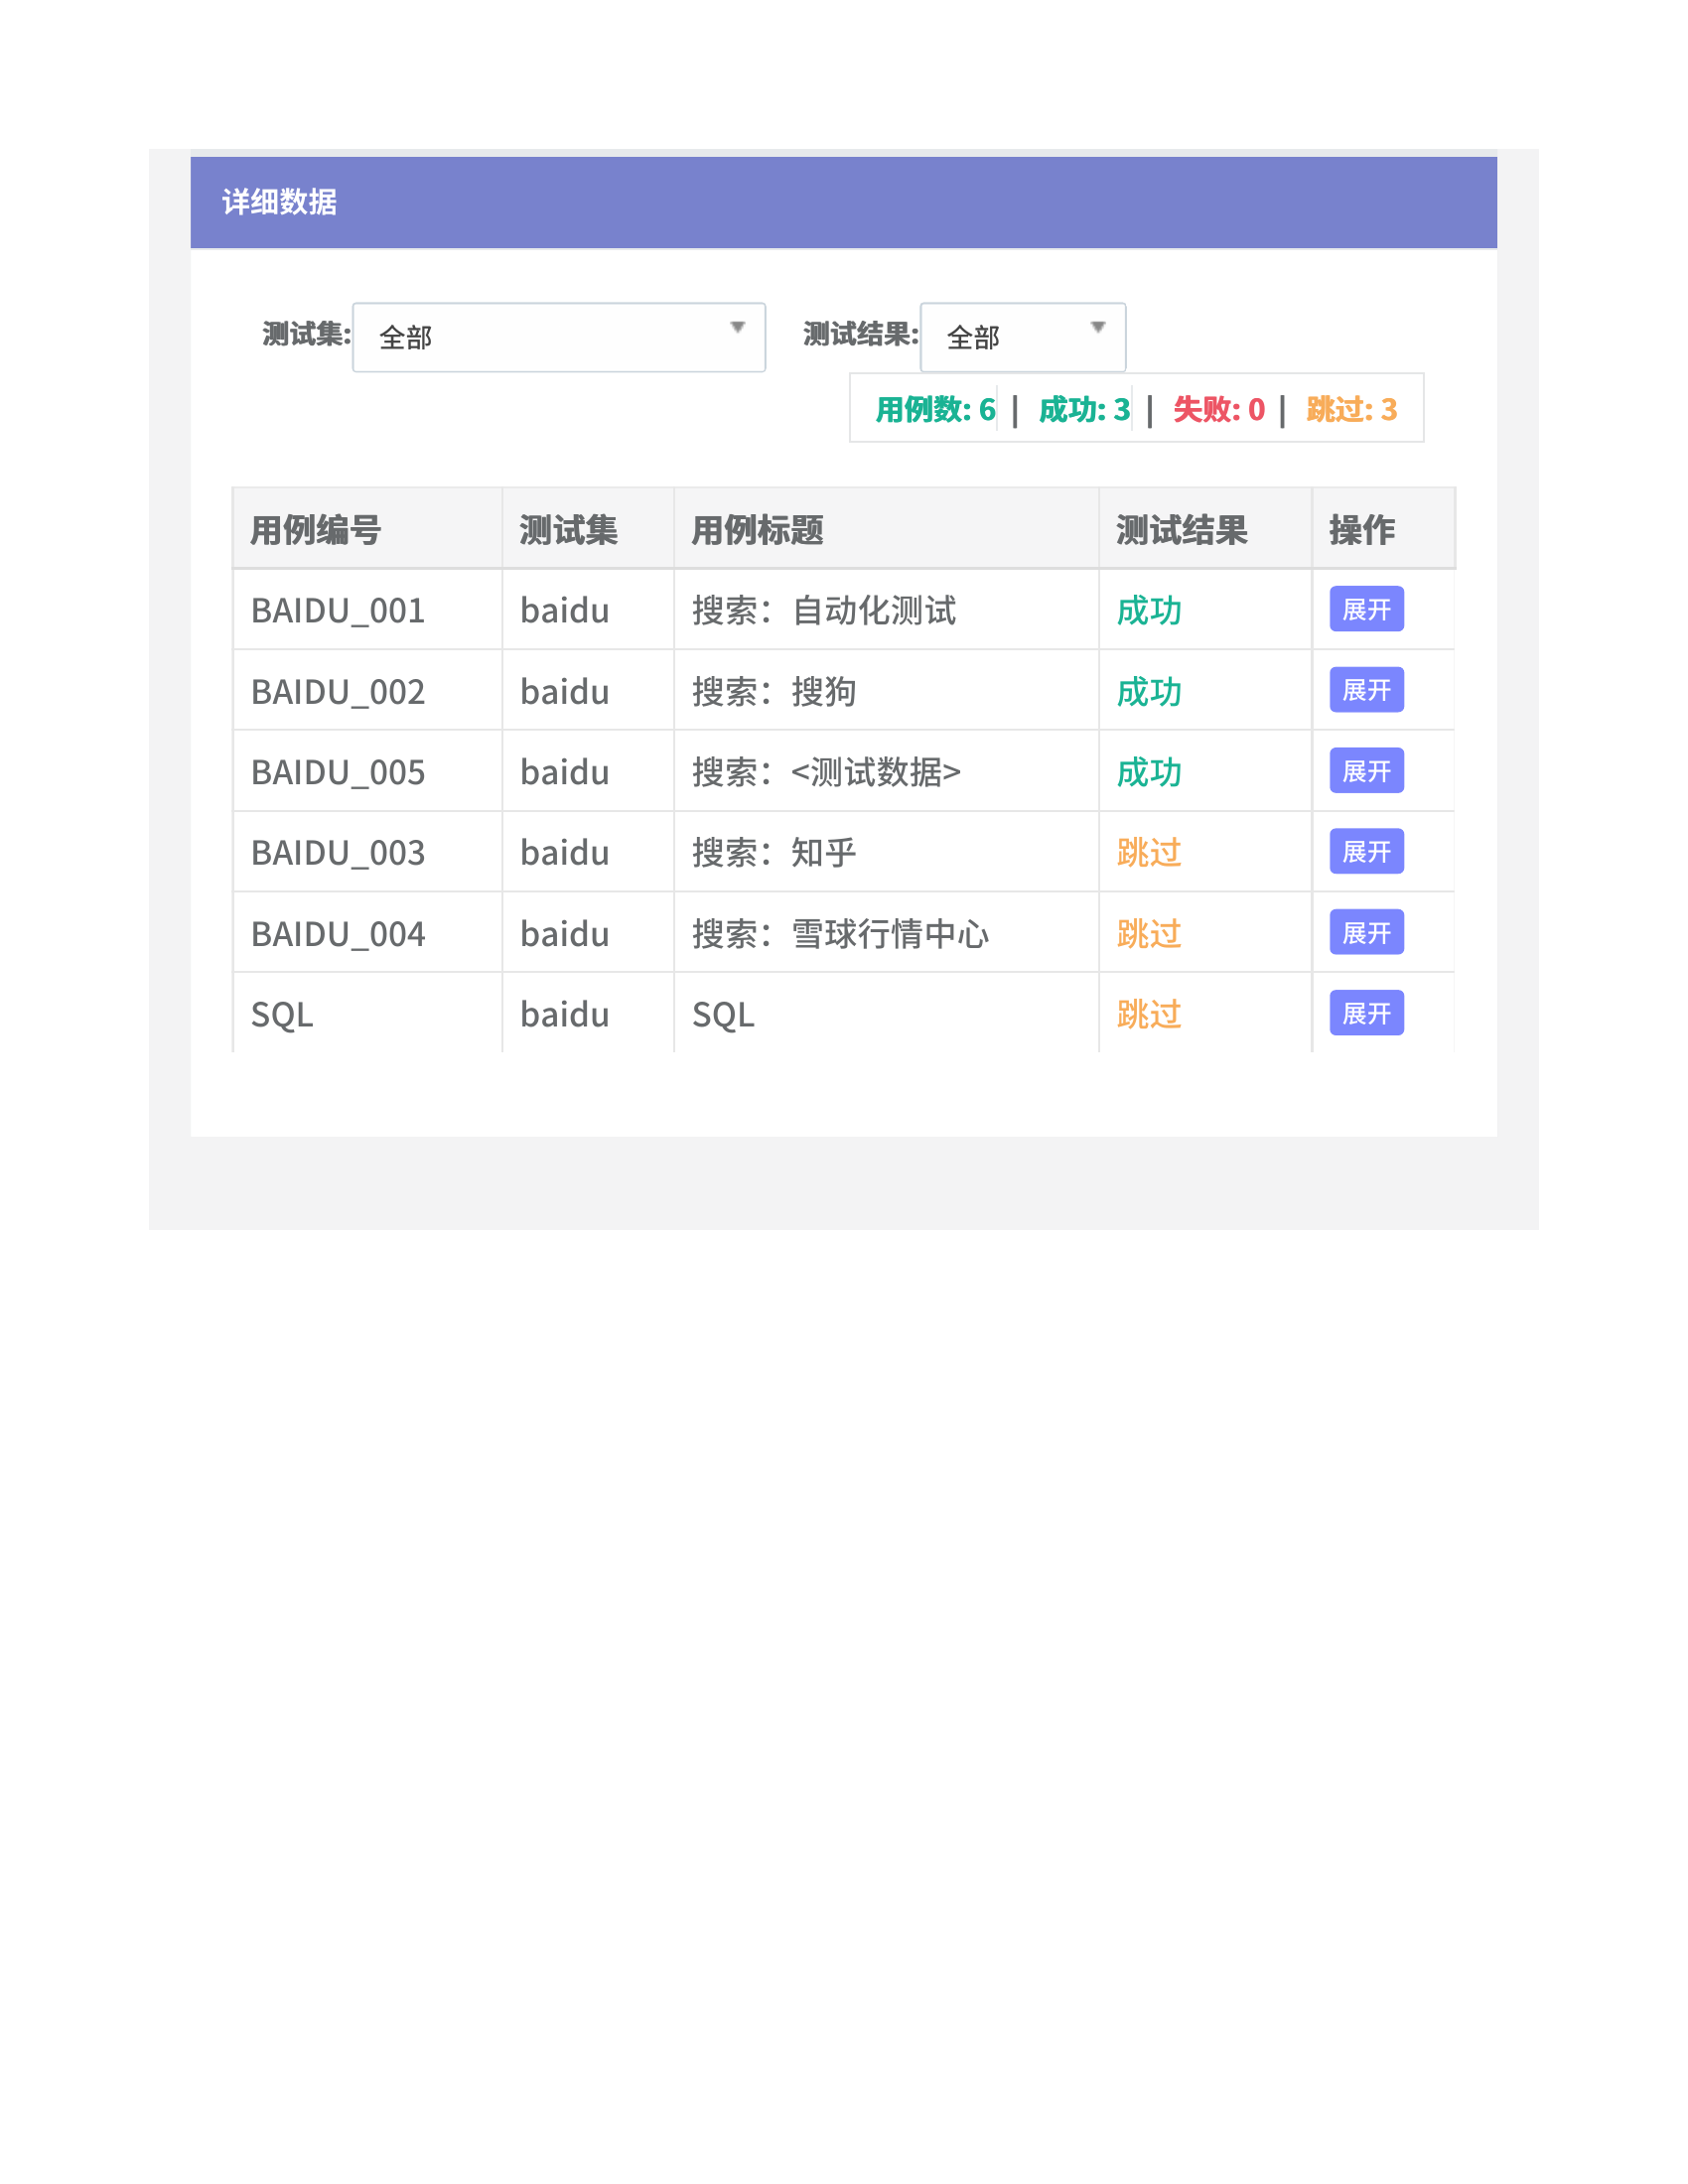 详细数据
测试集: 全部 测试结果: 全部
用例数: 6 | 成功: 3 | 失败: 0 | 跳过: 3
用例编号 测试集 用例标题 测试结果 操作
BAIDU_001 baidu 搜索：自动化测试 成功 展开
BAIDU_002 baidu 搜索：搜狗 成功 展开
BAIDU_005 baidu 搜索：<测试数据> 成功 展开
BAIDU_003 baidu 搜索：知乎 跳过 展开
BAIDU_004 baidu 搜索：雪球行情中心 跳过 展开
SQL baidu SQL 跳过 展开